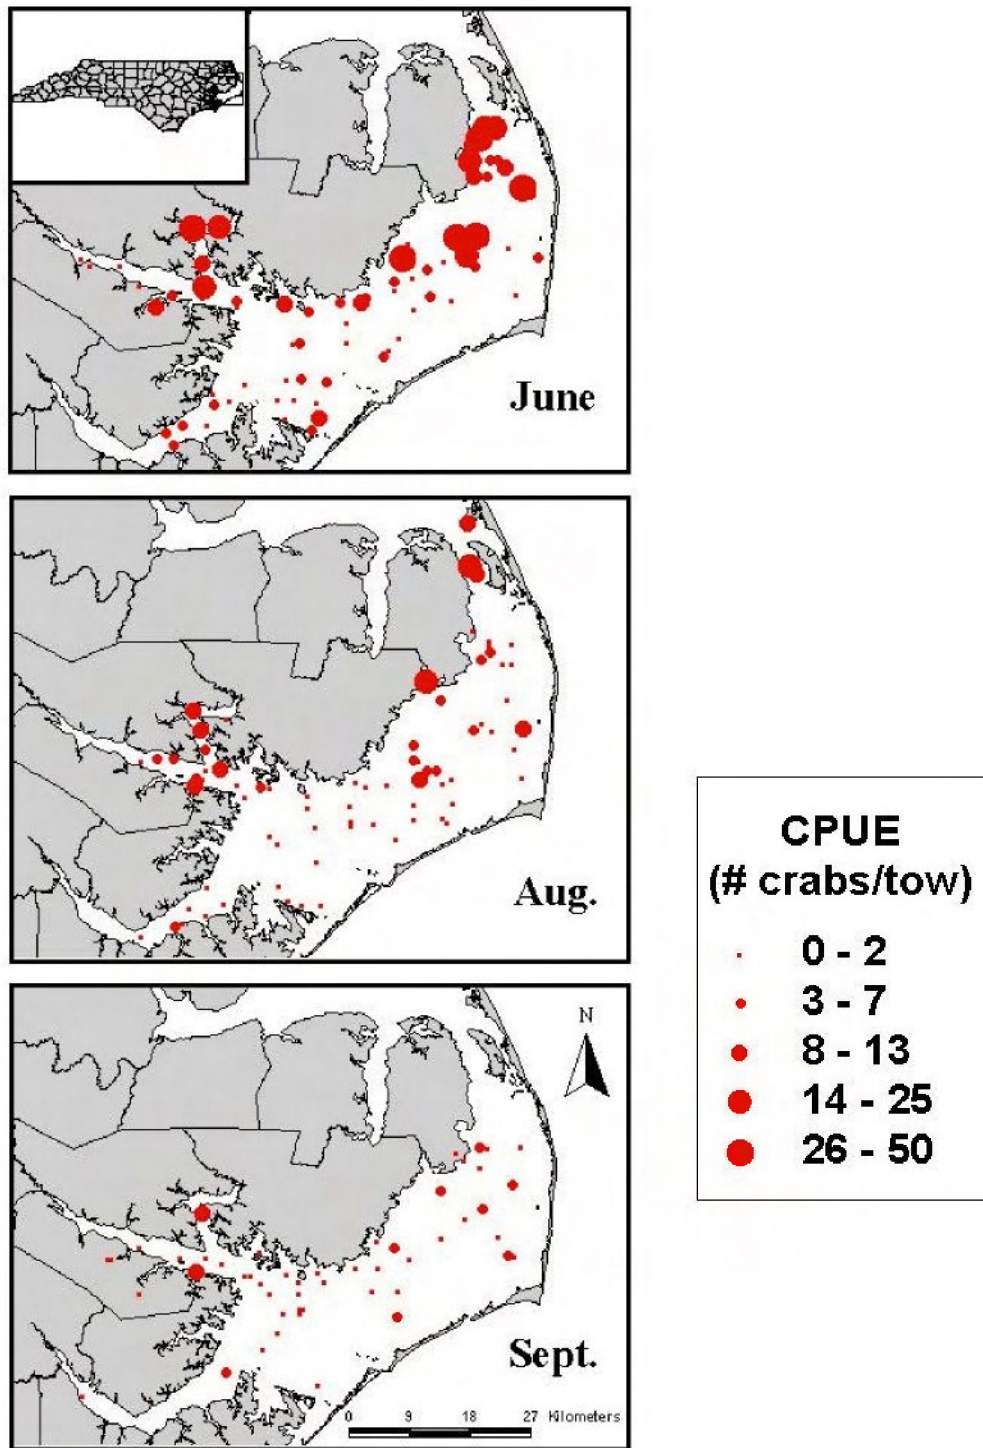 June
Aug.
N
Sept.
0 9 18 27 Kilometers
CPUE
(# crabs/tow)
0 - 2
3 - 7
8 - 13
14 - 25
26 - 50